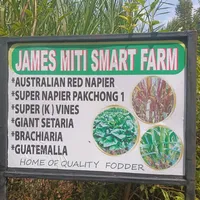 JAMES MITI SMART FARM
*AUSTRALIAN RED NAPIER
*SUPER NAPIER PAKCHONG 1
*SUPER (K) VINES
*GIANT SETARIA
*BRACHIARIA
*GUATEMALLA
HOME OF QUALITY FODDER